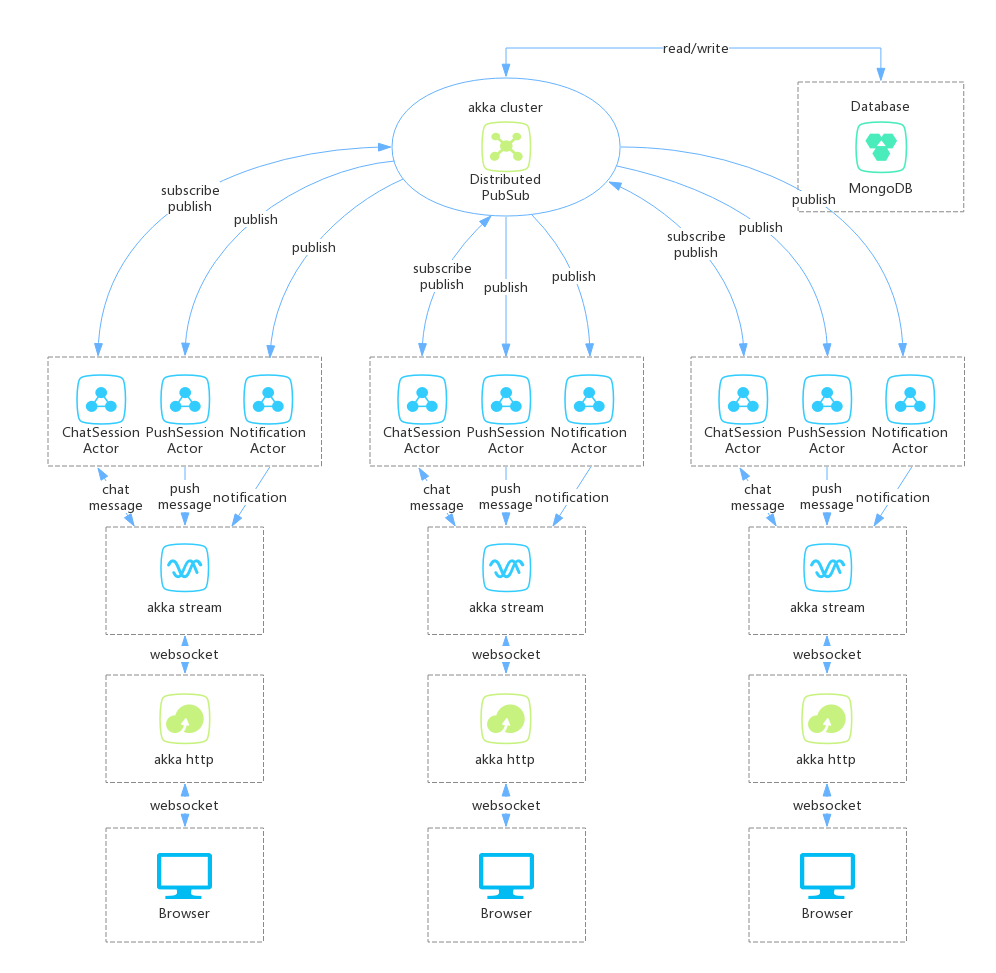 read/write
akka cluster
Distributed
PubSub
Database
MongoDB
subscribe
publish
publish
publish
subscribe
publish
publish
publish
subscribe
publish
publish
publish
ChatSession
Actor
PushSession
Actor
Notification
Actor
ChatSession
Actor
PushSession
Actor
Notification
Actor
ChatSession
Actor
PushSession
Actor
Notification
Actor
chat
message
push
message
notification
chat
message
push
message
notification
chat
message
push
message
notification
akka stream
akka stream
akka stream
websocket
websocket
websocket
akka http
akka http
akka http
websocket
websocket
websocket
Browser
Browser
Browser